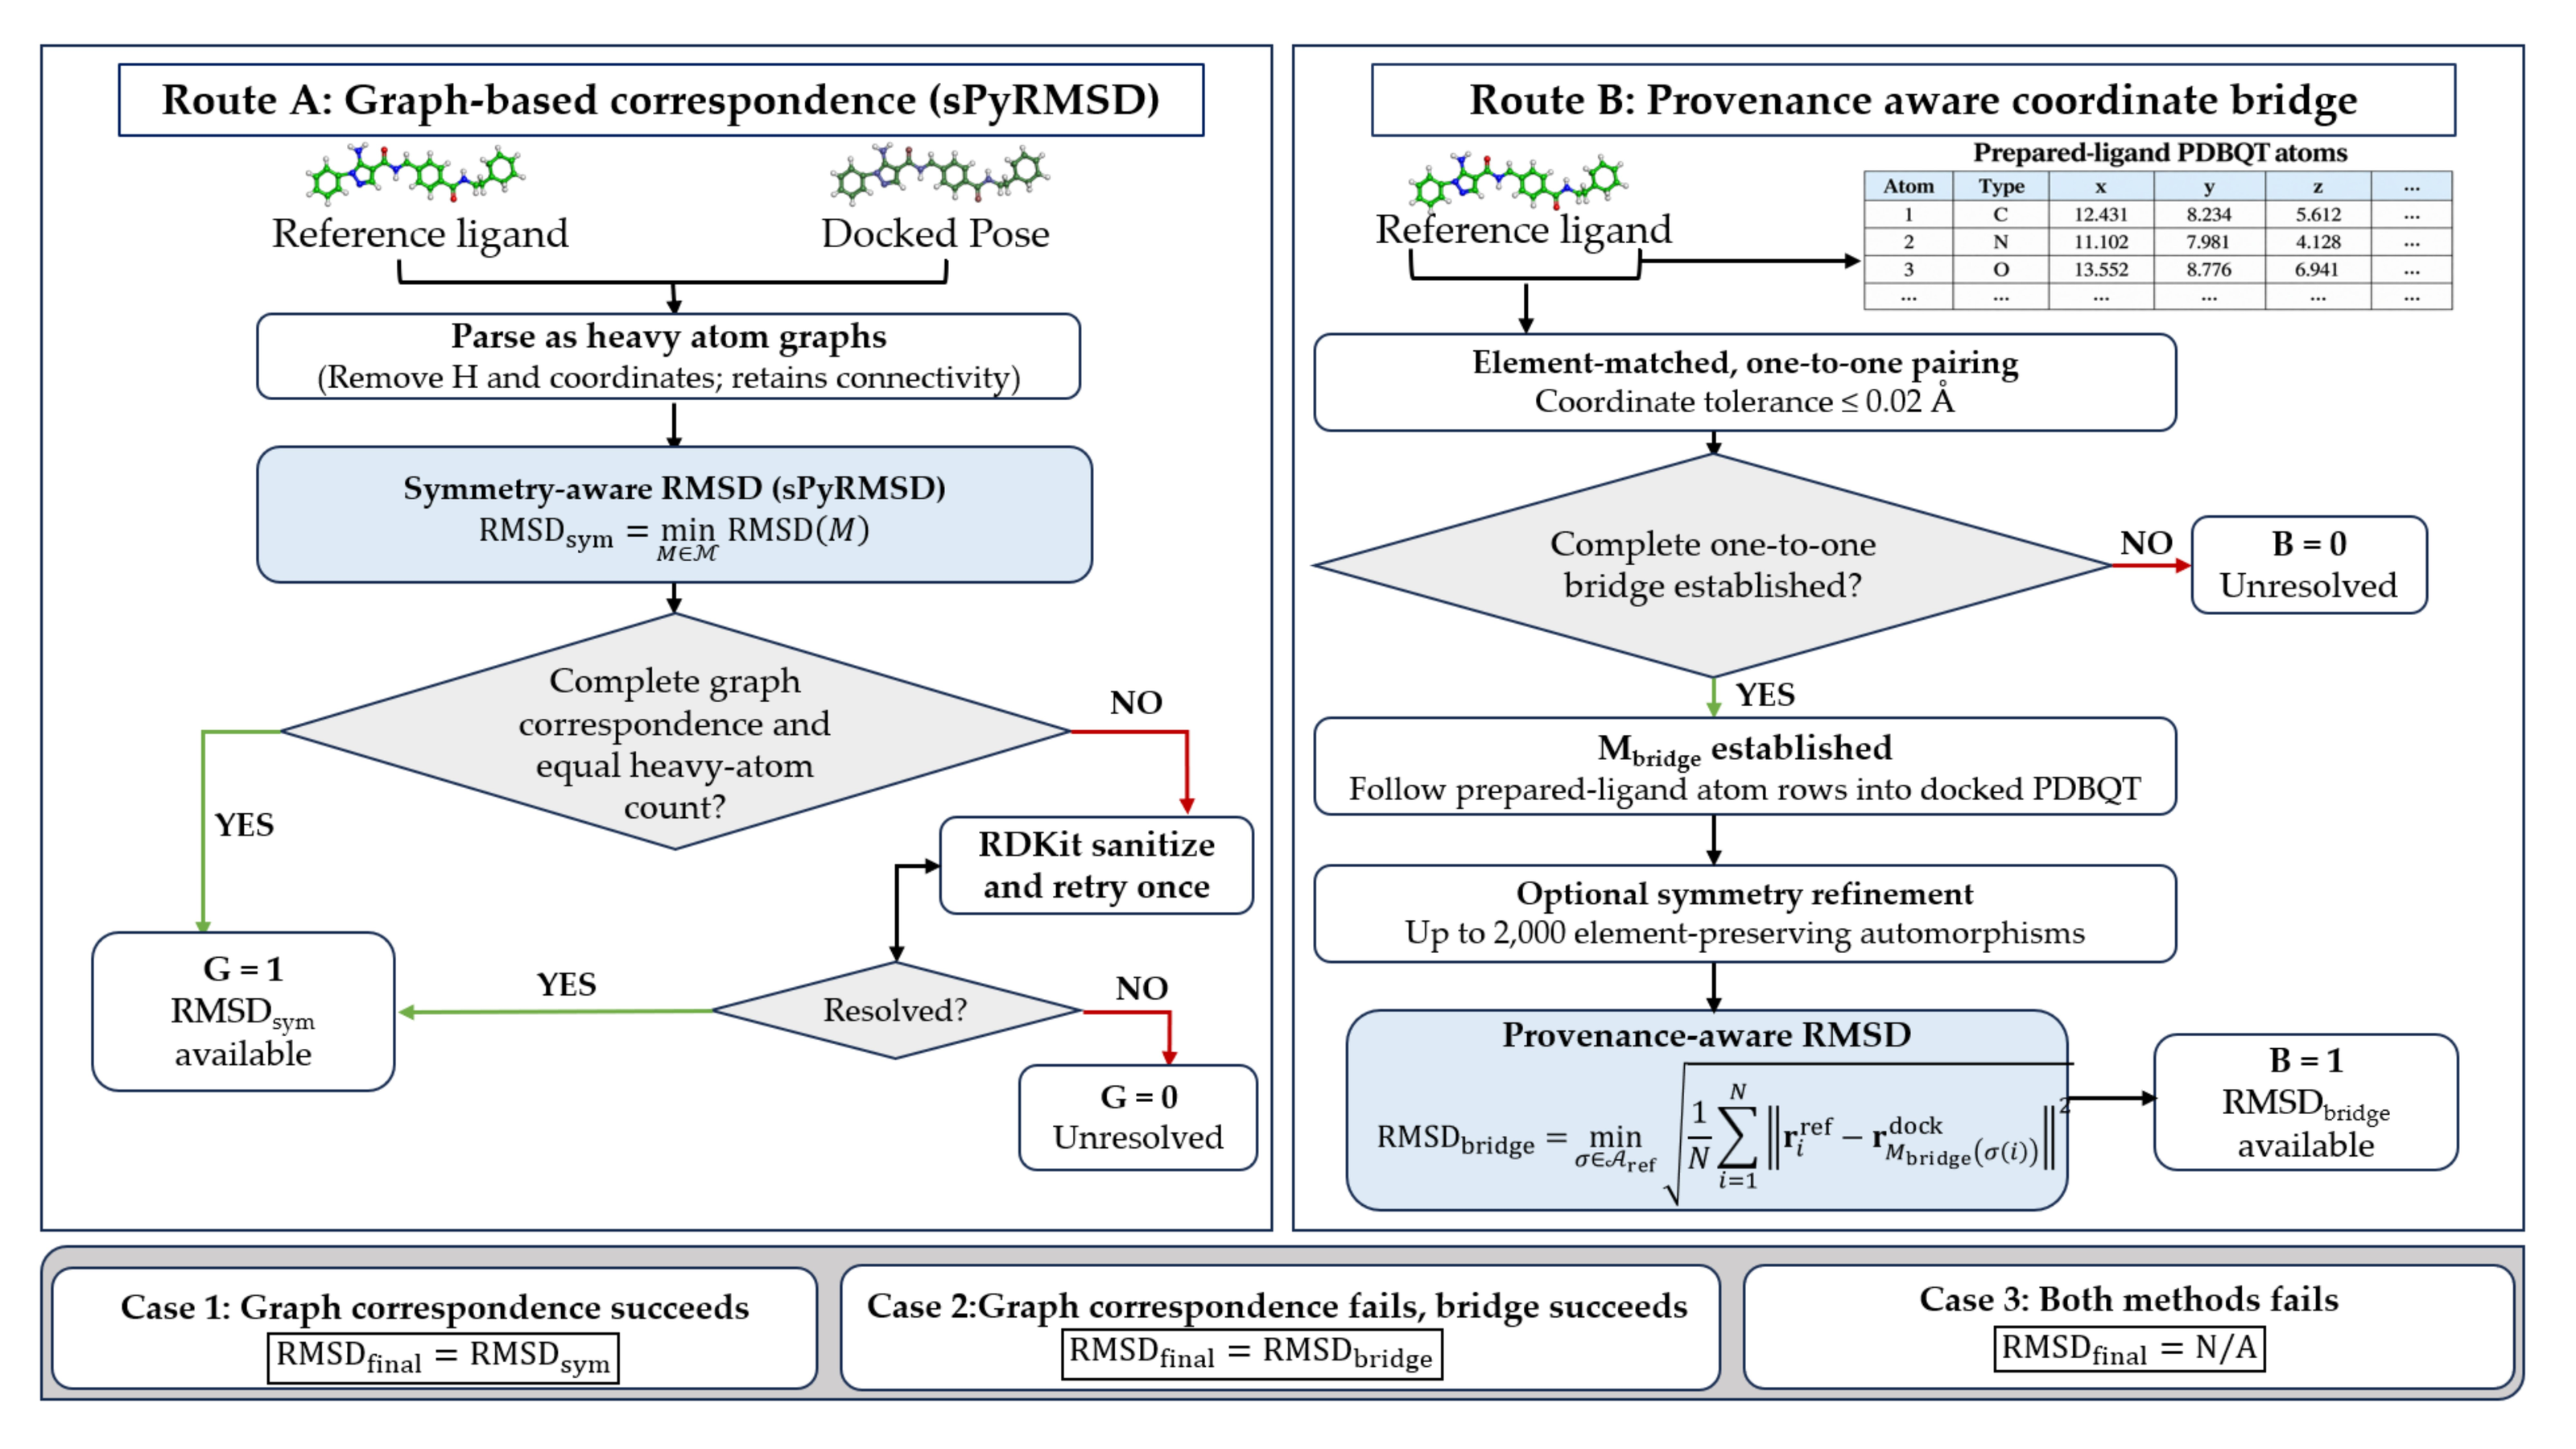 Route A: Graph-based correspondence (sPyRMSD)
Reference ligand
Docked Pose
Parse as heavy atom graphs
(Remove H and coordinates; retains connectivity)
Symmetry-aware RMSD (sPyRMSD)
RMSD_sym = min_{M∈ℳ} RMSD(M)
Complete graph
correspondence and
equal heavy-atom
count?
NO
YES
RDKit sanitize
and retry once
Resolved?
YES
NO
G = 1
RMSD_sym
available
G = 0
Unresolved
Route B: Provenance aware coordinate bridge
Reference ligand
Prepared-ligand PDBQT atoms
Atom Type x y z ...
1 C 12.431 8.234 5.612 ...
2 N 11.102 7.981 4.128 ...
3 O 13.552 8.776 6.941 ...
... ... ... ... ... ...
Element-matched, one-to-one pairing
Coordinate tolerance ≤ 0.02 Å
Complete one-to-one
bridge established?
NO
B = 0
Unresolved
YES
M_bridge established
Follow prepared-ligand atom rows into docked PDBQT
Optional symmetry refinement
Up to 2,000 element-preserving automorphisms
Provenance-aware RMSD
RMSD_bridge = min_{σ∈𝒜_ref} √(1/N ∑_{i=1}^{N} ‖r_i^ref − r^dock_{M_bridge(σ(i))}‖²)
B = 1
RMSD_bridge
available
Case 1: Graph correspondence succeeds
RMSD_final = RMSD_sym
Case 2:Graph correspondence fails, bridge succeeds
RMSD_final = RMSD_bridge
Case 3: Both methods fails
RMSD_final = N/A